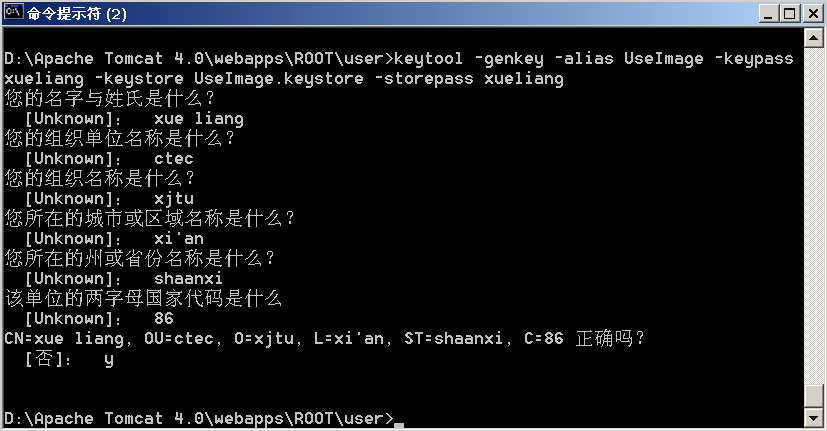 命令提示符 (2)
D:\Apache Tomcat 4.0\webapps\ROOT\user>keytool -genkey -alias UseImage -keypass
xueliang -keystore UseImage.keystore -storepass xueliang
您的名字与姓氏是什么？
[Unknown]： xue liang
您的组织单位名称是什么？
[Unknown]： ctec
您的组织名称是什么？
[Unknown]： xjtu
您所在的城市或区域名称是什么？
[Unknown]： xi'an
您所在的州或省份名称是什么？
[Unknown]： shaanxi
该单位的两字母国家代码是什么
[Unknown]： 86
CN=xue liang, OU=ctec, O=xjtu, L=xi'an, ST=shaanxi, C=86 正确吗？
[否]： y
D:\Apache Tomcat 4.0\webapps\ROOT\user>_